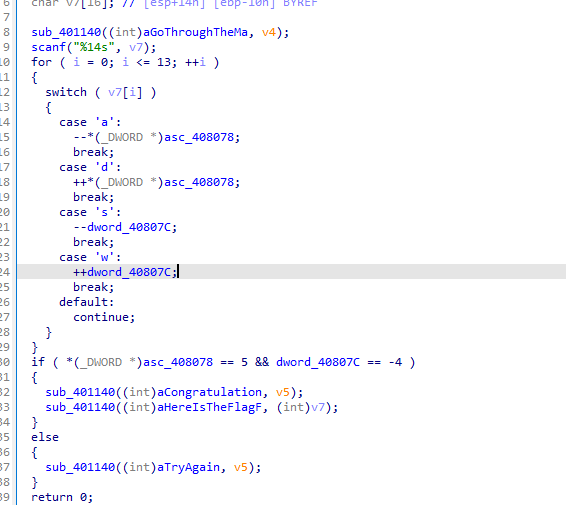 6 char v7[16]; // [esp+14h] [ebp-10h] BYREF
7
8 sub_401140((int)aGoThroughTheMa, v4);
9 scanf("%14s", v7);
10 for ( i = 0; i <= 13; ++i )
11 {
12 switch ( v7[i] )
13 {
14 case 'a':
15 --*(_DWORD *)asc_408078;
16 break;
17 case 'd':
18 ++*(_DWORD *)asc_408078;
19 break;
20 case 's':
21 --dword_40807C;
22 break;
23 case 'w':
24 ++dword_40807C;
25 break;
26 default:
27 continue;
28 }
29 }
30 if ( *(_DWORD *)asc_408078 == 5 && dword_40807C == -4 )
31 {
32 sub_401140((int)aCongratulation, v5);
33 sub_401140((int)aHereIsTheFlagF, (int)v7);
34 }
35 else
36 {
37 sub_401140((int)aTryAgain, v5);
38 }
39 return 0;